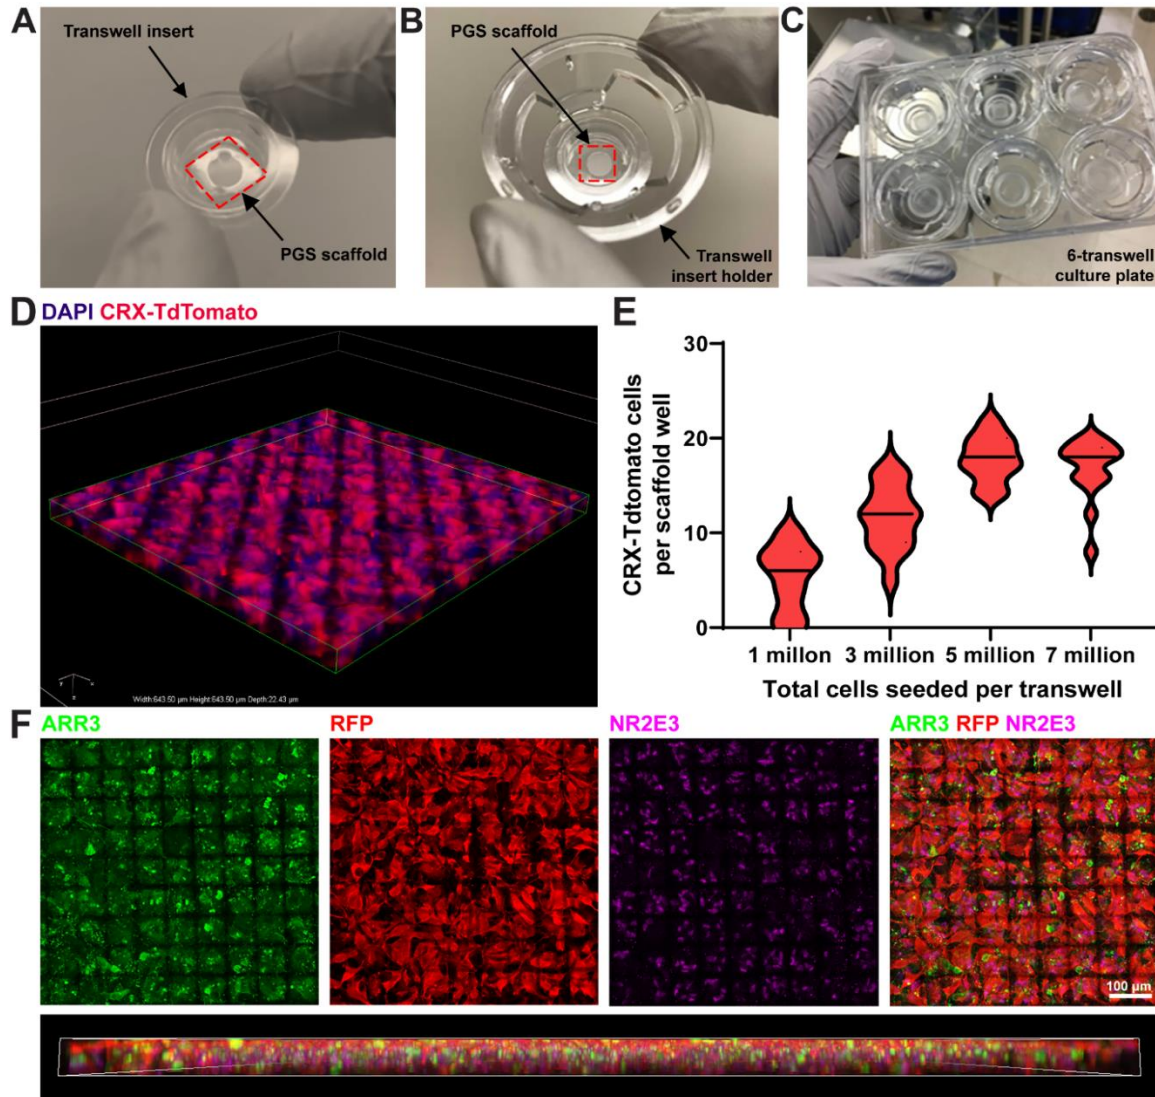 A
Transwell insert
PGS scaffold
B
PGS scaffold
Transwell
insert holder
C
6-transwell
culture plate
D
DAPI CRX-TdTomato
Width:643.50 µm Height:643.50 µm Depth:22.43 µm
E
CRX-Tdtomato cells
per scaffold well
30
20
10
0
1 millon
3 million
5 million
7 million
Total cells seeded per transwell
F
ARR3
RFP
NR2E3
ARR3 RFP NR2E3
100 µm